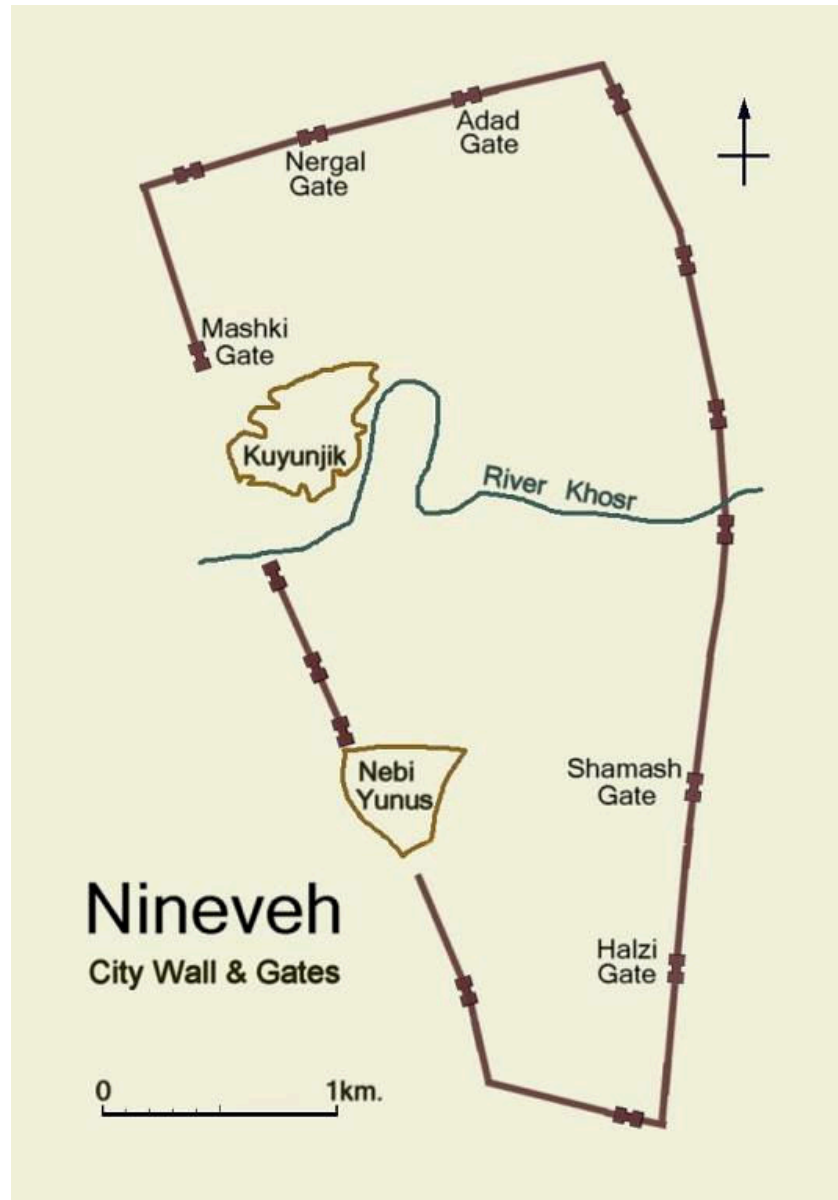 Adad
Gate
Nergal
Gate
Mashki
Gate
Kuyunjik
River Khosr
Nebi
Yunus
Shamash
Gate
Nineveh
City Wall & Gates
Halzi
Gate
0 1km.